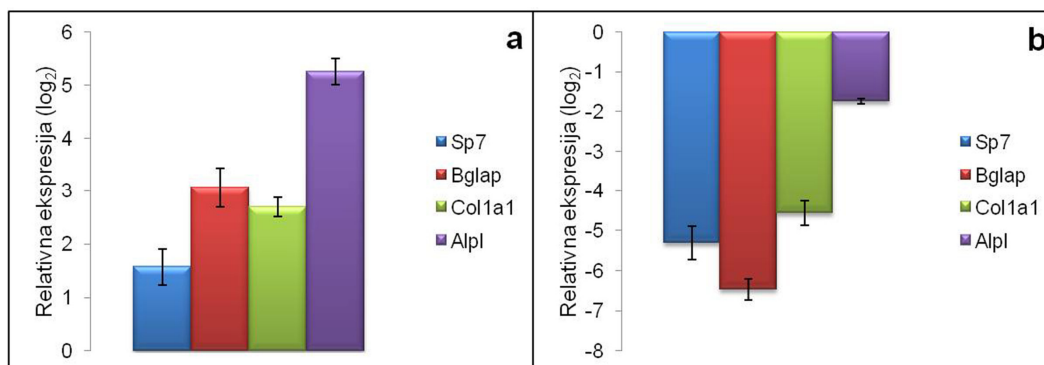 a
Relativna ekspresija (log₂)
6
5
4
3
2
1
0
Sp7
Bglap
Col1a1
Alpl
b
Relativna ekspresija (log₂)
0
-1
-2
-3
-4
-5
-6
-7
-8
Sp7
Bglap
Col1a1
Alpl